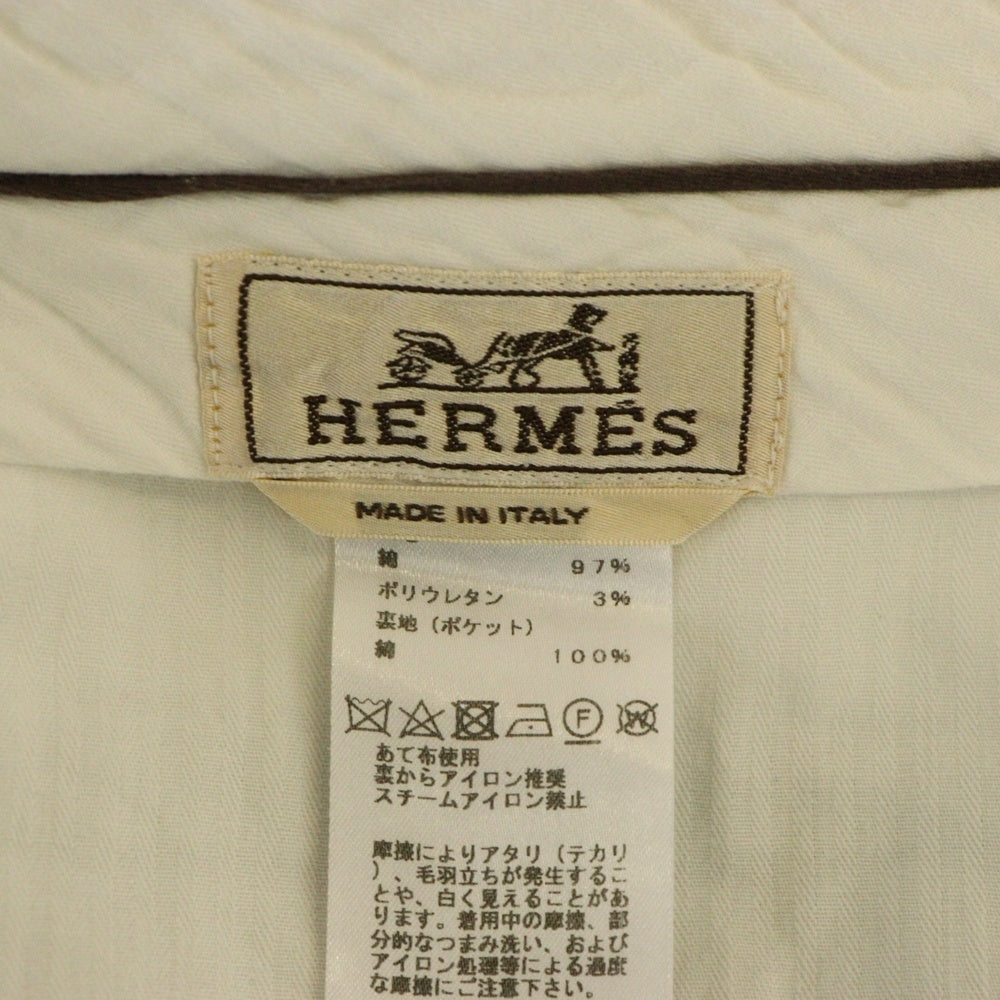 HERMÈS
MADE IN ITALY
綿 97%
ポリウレタン 3%
裏地（ポケット）
綿 100%
F W
あて布使用
裏からアイロン推奨
スチームアイロン禁止
摩擦によりアタリ（テカリ
）、毛羽立ちが発生するこ
とや、白く見えることがあ
ります。着用中の摩擦、部
分的なつまみ洗い、および
アイロン処理等による過度
な摩擦にご注意下さい。